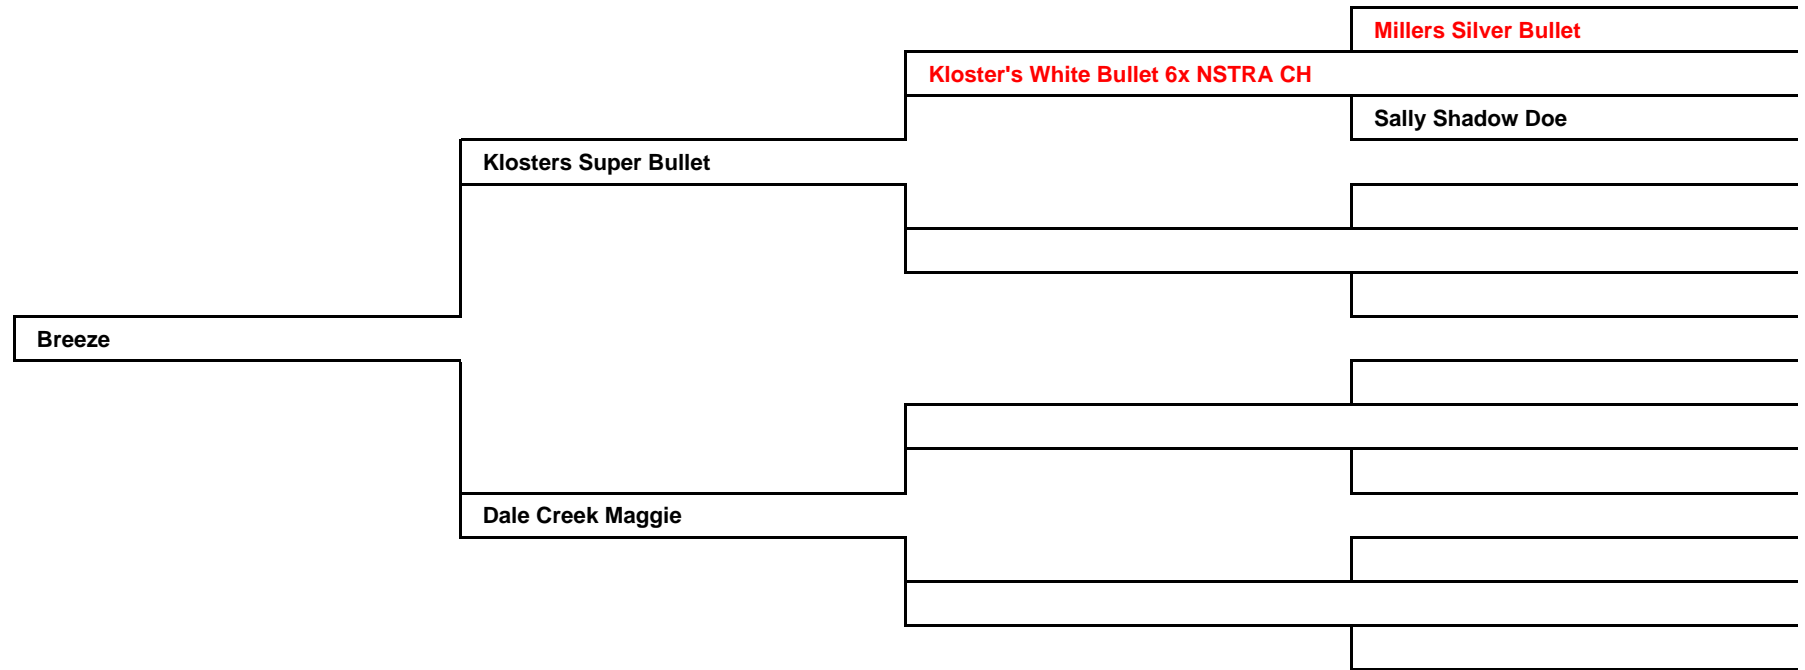 Millers Silver Bullet
Kloster's White Bullet 6x NSTRA CH
Sally Shadow Doe
Klosters Super Bullet
Breeze
Dale Creek Maggie